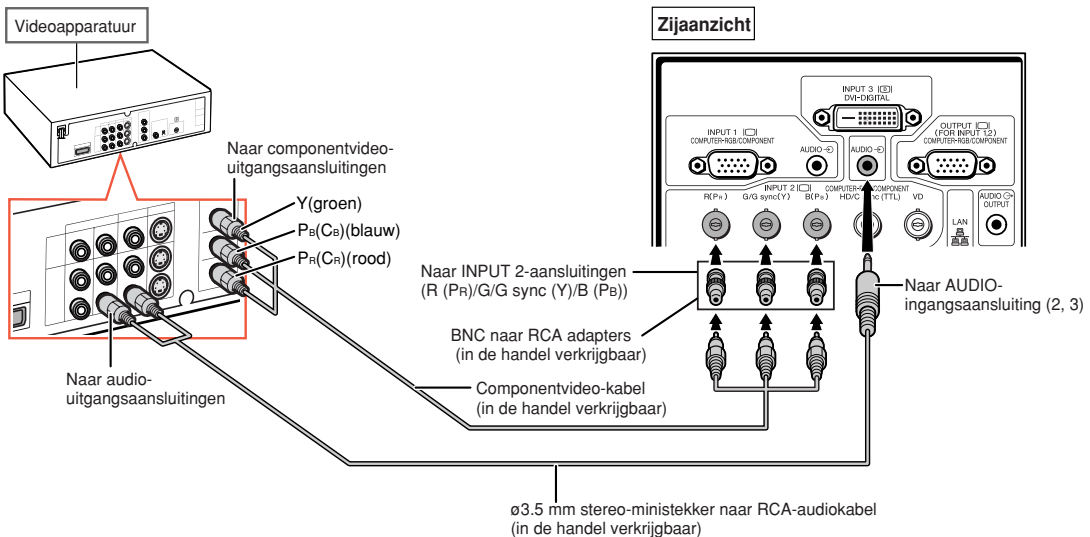 Videoapparatuur
Zijaanzicht
INPUT 3
DVI-DIGITAL
INPUT 1
COMPUTER-RGB/COMPONENT
AUDIO
AUDIO
OUTPUT
(FOR INPUT 1,2)
COMPUTER-RGB/COMPONENT
INPUT 2
R(PR)
G/G sync(Y)
B(PB)
VD
LAN
AUDIO
OUTPUT
Naar componentvideo-
uitgangsaansluitingen
Y(groen)
PB(CB)(blauw)
PR(CR)(rood)
Naar INPUT 2-aansluitingen
(R (PR)/G/G sync (Y)/B (PB))
BNC naar RCA adapters
(in de handel verkrijgbaar)
Naar AUDIO-
ingangsaansluiting (2, 3)
Naar audio-
uitgangsaansluitingen
Componentvideo-kabel
(in de handel verkrijgbaar)
ø3.5 mm stereo-ministekker naar RCA-audiokabel
(in de handel verkrijgbaar)